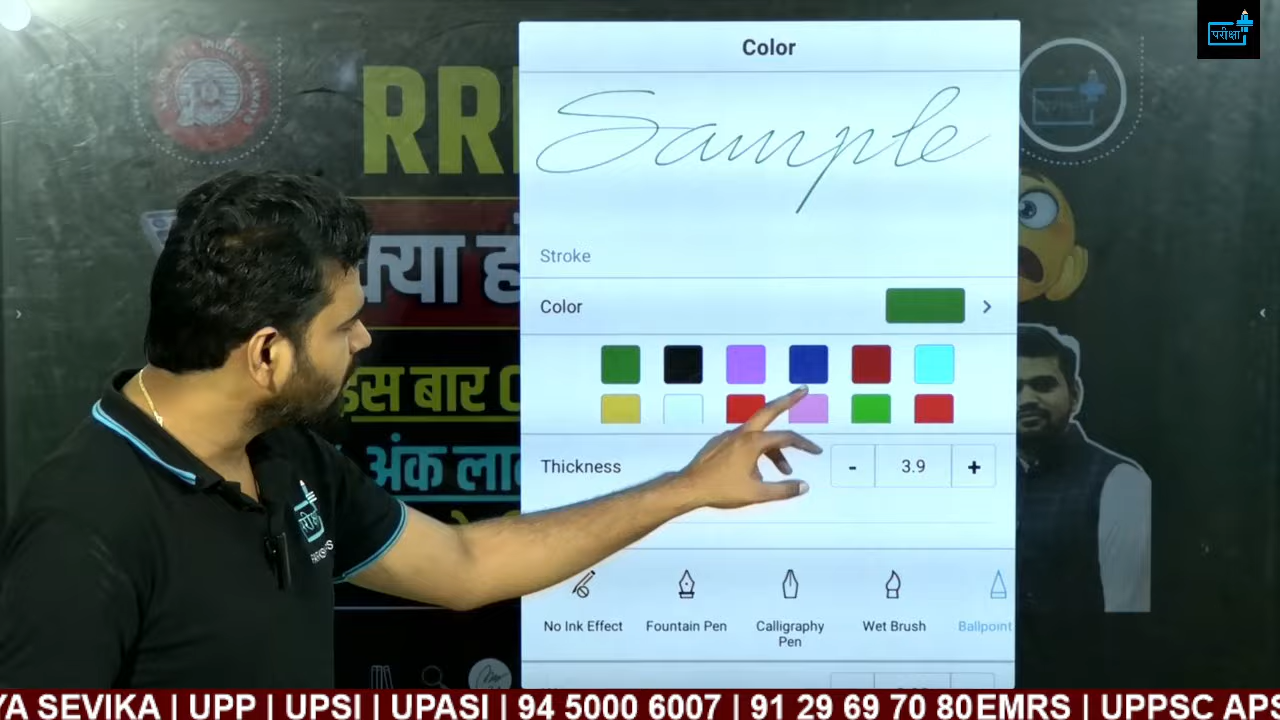 परीक्षा
Color
Sample
RR
क्या
Stroke
Color
इस बार
Thickness
-
3.9
+
अंक
No Ink Effect
Fountain Pen
Calligraphy
Pen
Wet Brush
Ballpoint
YA SEVIKA | UPP | UPSI | UPASI | 94 5000 6007 | 91 29 69 70 80EMRS | UPPSC APS